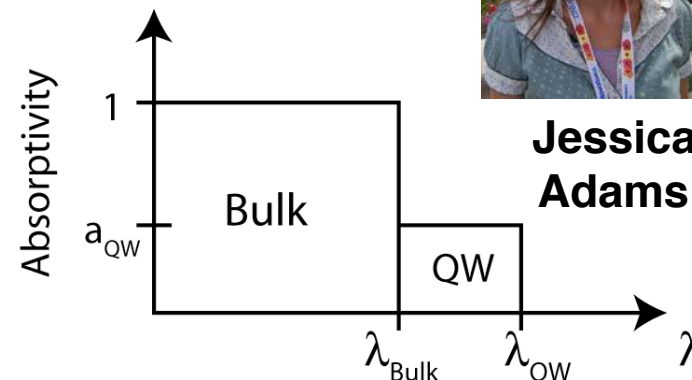 Absorptivity
1
a_QW
Bulk
QW
λ_Bulk
λ_QW
λ
Jessica
Adams